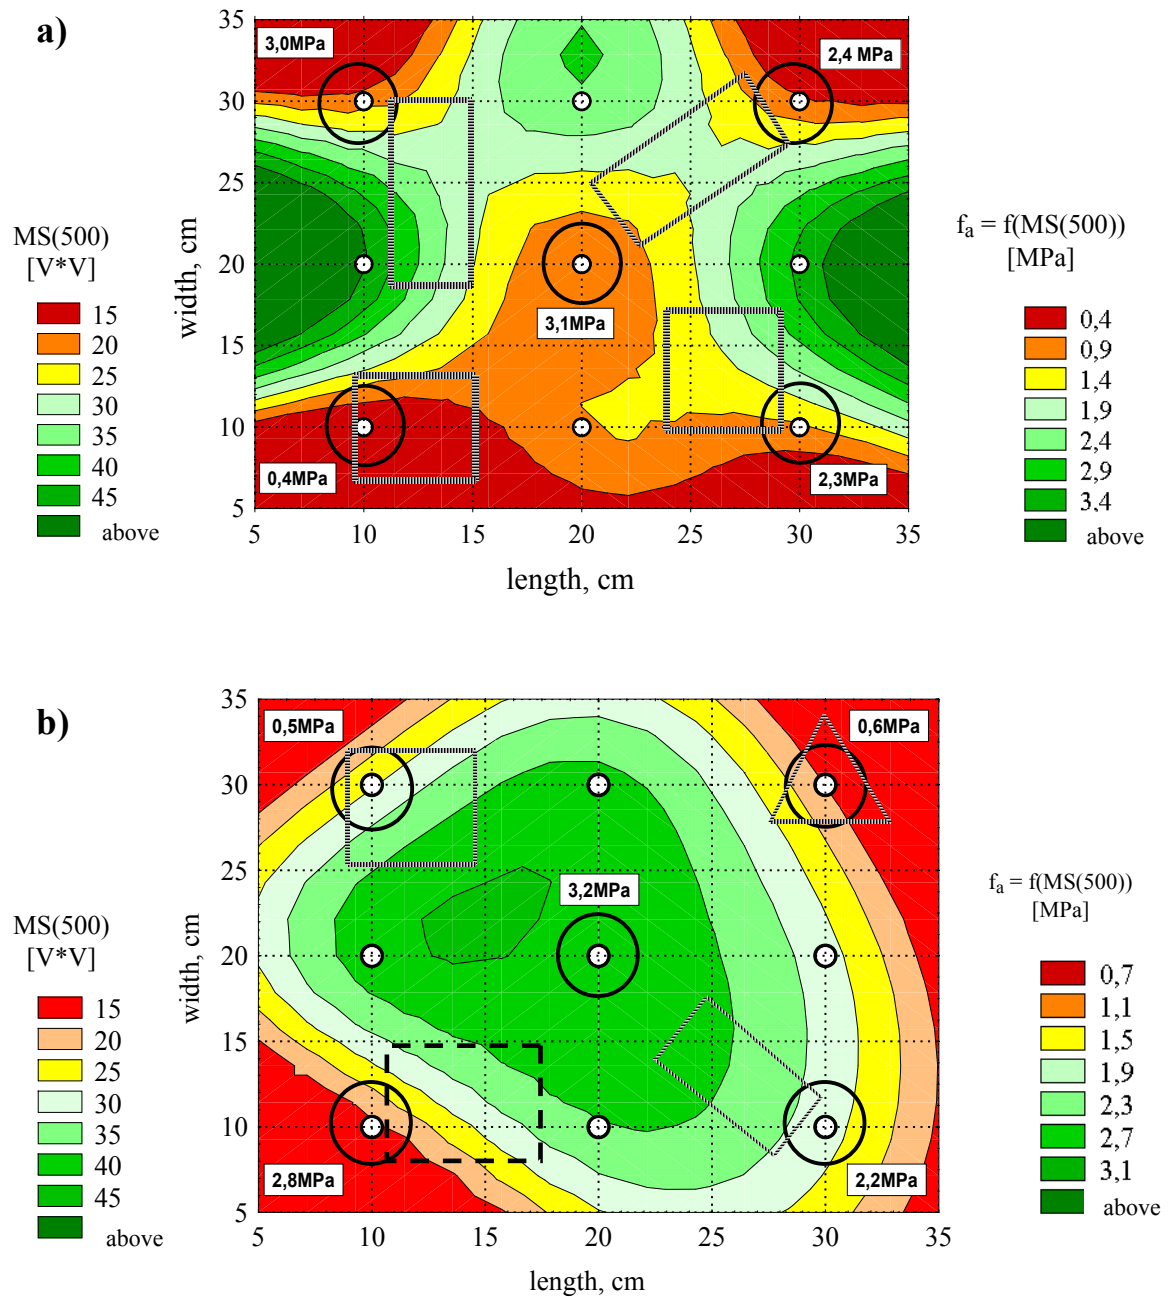 a)
35
30
25
20
15
10
5
width, cm
3,0MPa
2,4 MPa
3,1MPa
0,4MPa
2,3MPa
5
10
15
20
25
30
35
length, cm
MS(500)
[V*V]
15
20
25
30
35
40
45
above
fa = f(MS(500))
[MPa]
0,4
0,9
1,4
1,9
2,4
2,9
3,4
above
b)
35
30
25
20
15
10
5
width, cm
0,5MPa
0,6MPa
3,2MPa
2,8MPa
2,2MPa
5
10
15
20
25
30
35
length, cm
MS(500)
[V*V]
15
20
25
30
35
40
45
above
fa = f(MS(500))
[MPa]
0,7
1,1
1,5
1,9
2,3
2,7
3,1
above